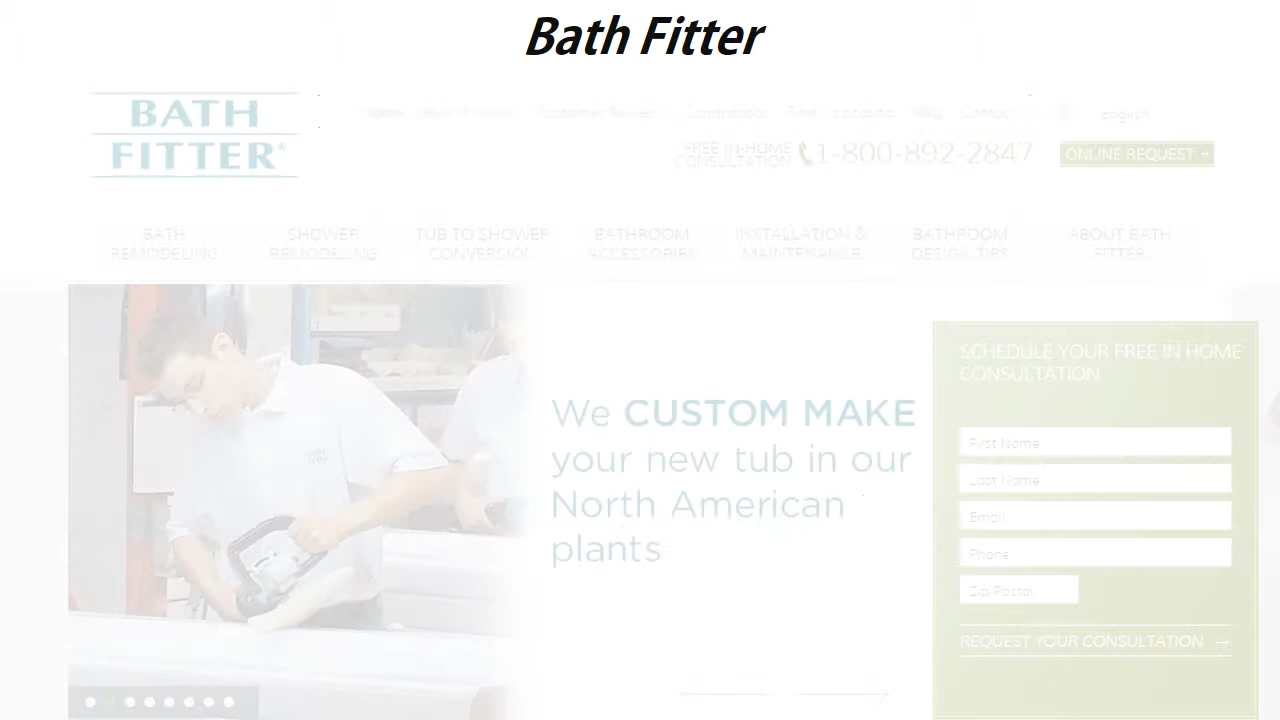 Bath Fitter
BATH
FITTER®
English
FREE IN-HOME
CONSULTATION
1-800-892-2847
ONLINE REQUEST
BATH
REMODELING
SHOWER
REMODELING
TUB TO SHOWER
CONVERSION
BATHROOM
ACCESSORIES
INSTALLATION &
MAINTENANCE
BATHROOM
DESIGN TIPS
ABOUT BATH
FITTER
We CUSTOM MAKE
your new tub in our
North American
plants
SCHEDULE YOUR FREE IN HOME
CONSULTATION
First Name
Last Name
Email
Phone
Zip/Postal
REQUEST YOUR CONSULTATION →